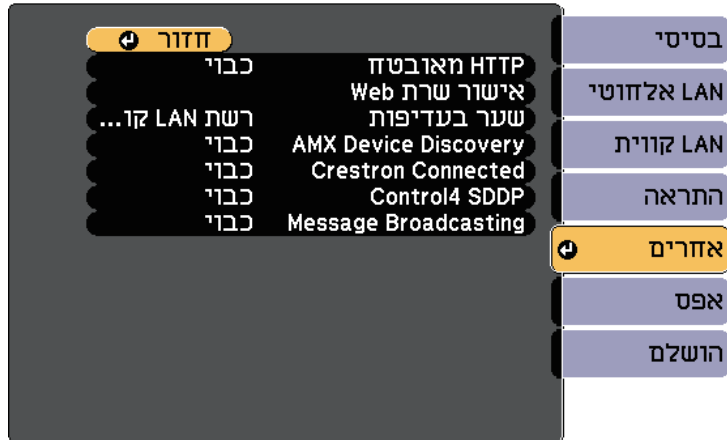 בסיסי
LAN אלחוטי
LAN קווית
התראה
אחרים
אפס
הושלם
חזור
HTTP מאובטח כבוי
אישור שרת Web
שער בעדיפות רשת LAN קו...
AMX Device Discovery כבוי
Crestron Connected כבוי
Control4 SDDP כבוי
Message Broadcasting כבוי